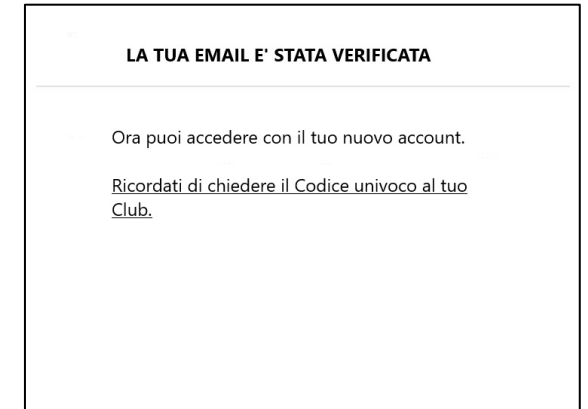 LA TUA EMAIL E' STATA VERIFICATA
Ora puoi accedere con il tuo nuovo account.
Ricordati di chiedere il Codice univoco al tuo
Club.